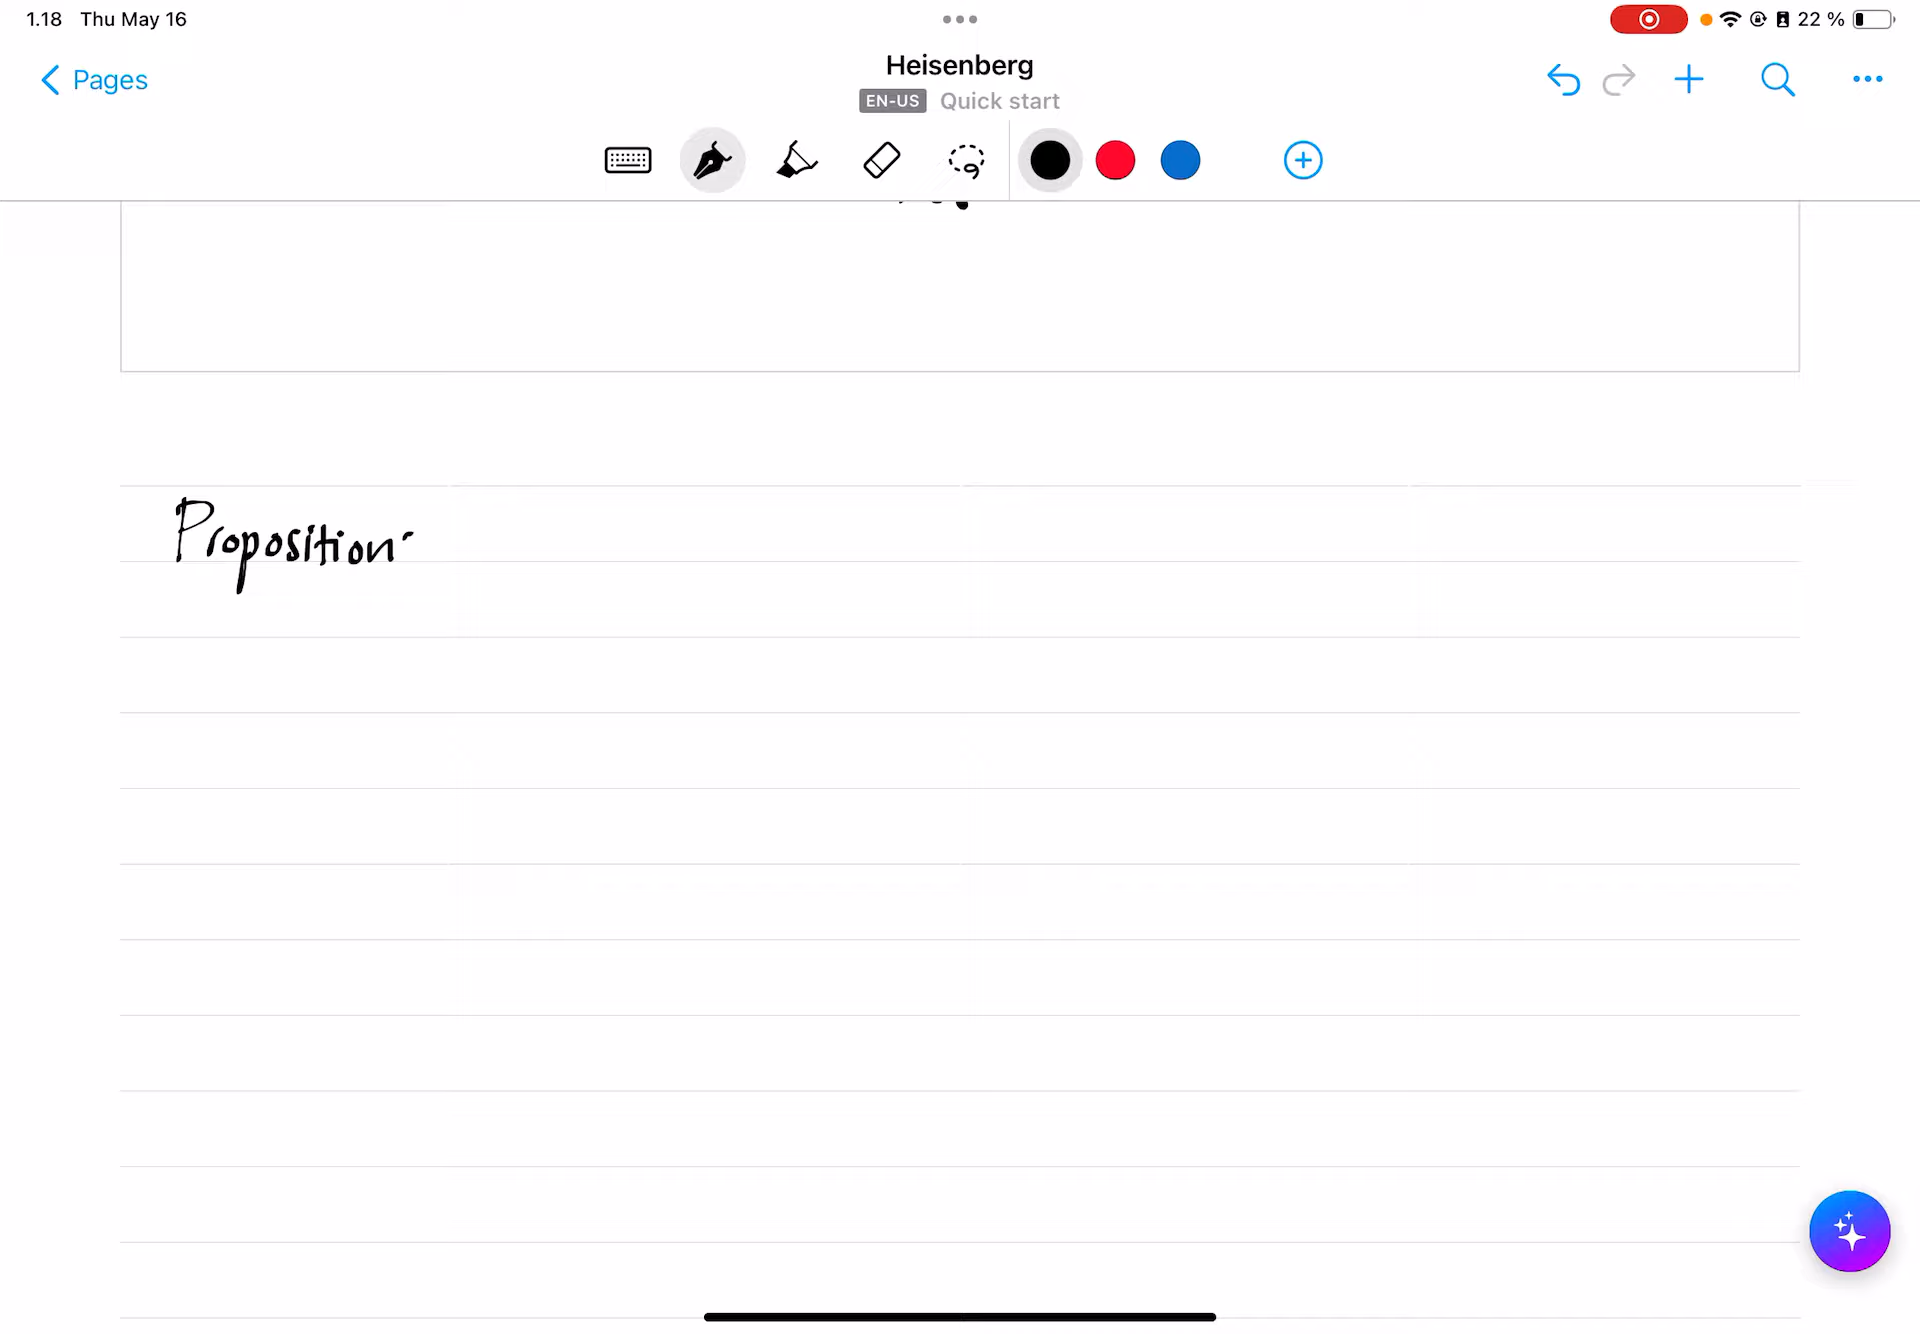 1.18 Thu May 16
22 %
Pages
Heisenberg
EN-US Quick start
Proposition: